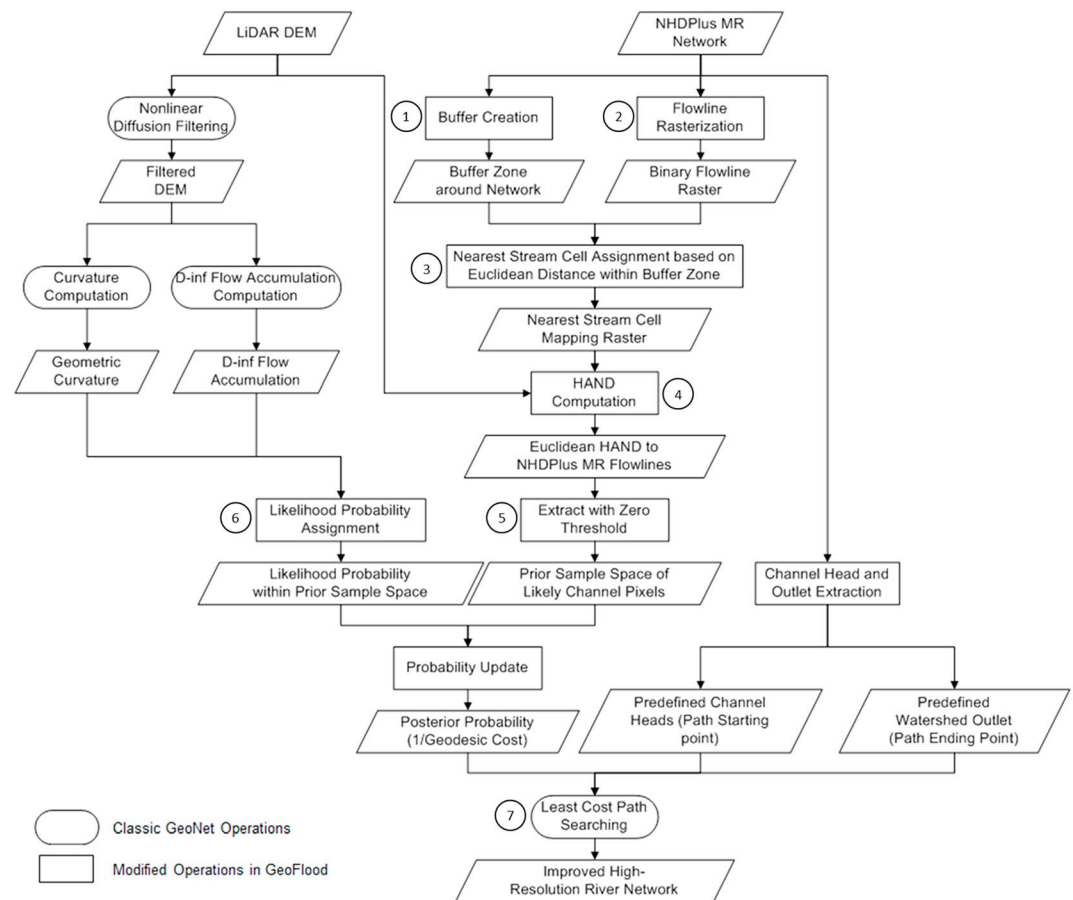 LiDAR DEM
NHDPlus MR
Network
Nonlinear
Diffusion Filtering
1
Buffer Creation
2
Flowline
Rasterization
Filtered
DEM
Buffer Zone
around Network
Binary Flowline
Raster
3
Nearest Stream Cell Assignment based on
Euclidean Distance within Buffer Zone
Curvature
Computation
D-inf Flow Accumulation
Computation
Nearest Stream Cell
Mapping Raster
Geometric
Curvature
D-inf Flow
Accumulation
HAND
Computation
4
Euclidean HAND to
NHDPlus MR Flowlines
6
Likelihood Probability
Assignment
5
Extract with Zero
Threshold
Likelihood Probability
within Prior Sample Space
Prior Sample Space of
Likely Channel Pixels
Channel Head and
Outlet Extraction
Probability Update
Posterior Probability
(1/Geodesic Cost)
Predefined Channel
Heads (Path Starting
point)
Predefined
Watershed Outlet
(Path Ending Point)
7
Least Cost Path
Searching
Classic GeoNet Operations
Modified Operations in GeoFlood
Improved High-
Resolution River Network